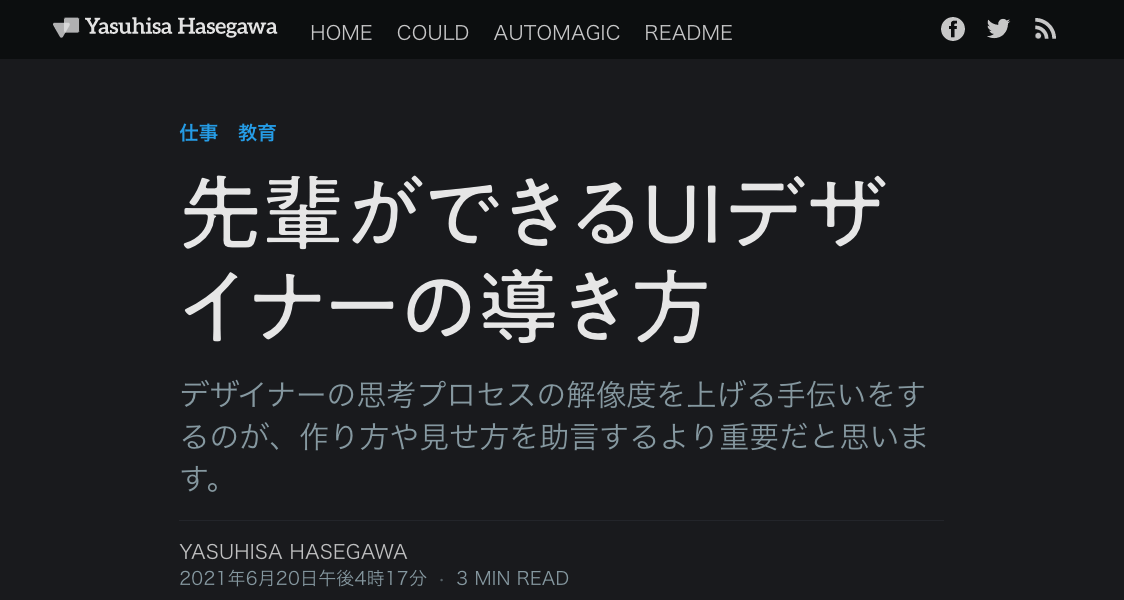 Yasuhisa Hasegawa HOME COULD AUTOMAGIC README
仕事 教育
先輩ができるUIデザ
イナーの導き方
デザイナーの思考プロセスの解像度を上げる手伝いをす
るのが、作り方や見せ方を助言するより重要だと思いま
す。
YASUHISA HASEGAWA
2021年6月20日午後4時17分 · 3 MIN READ